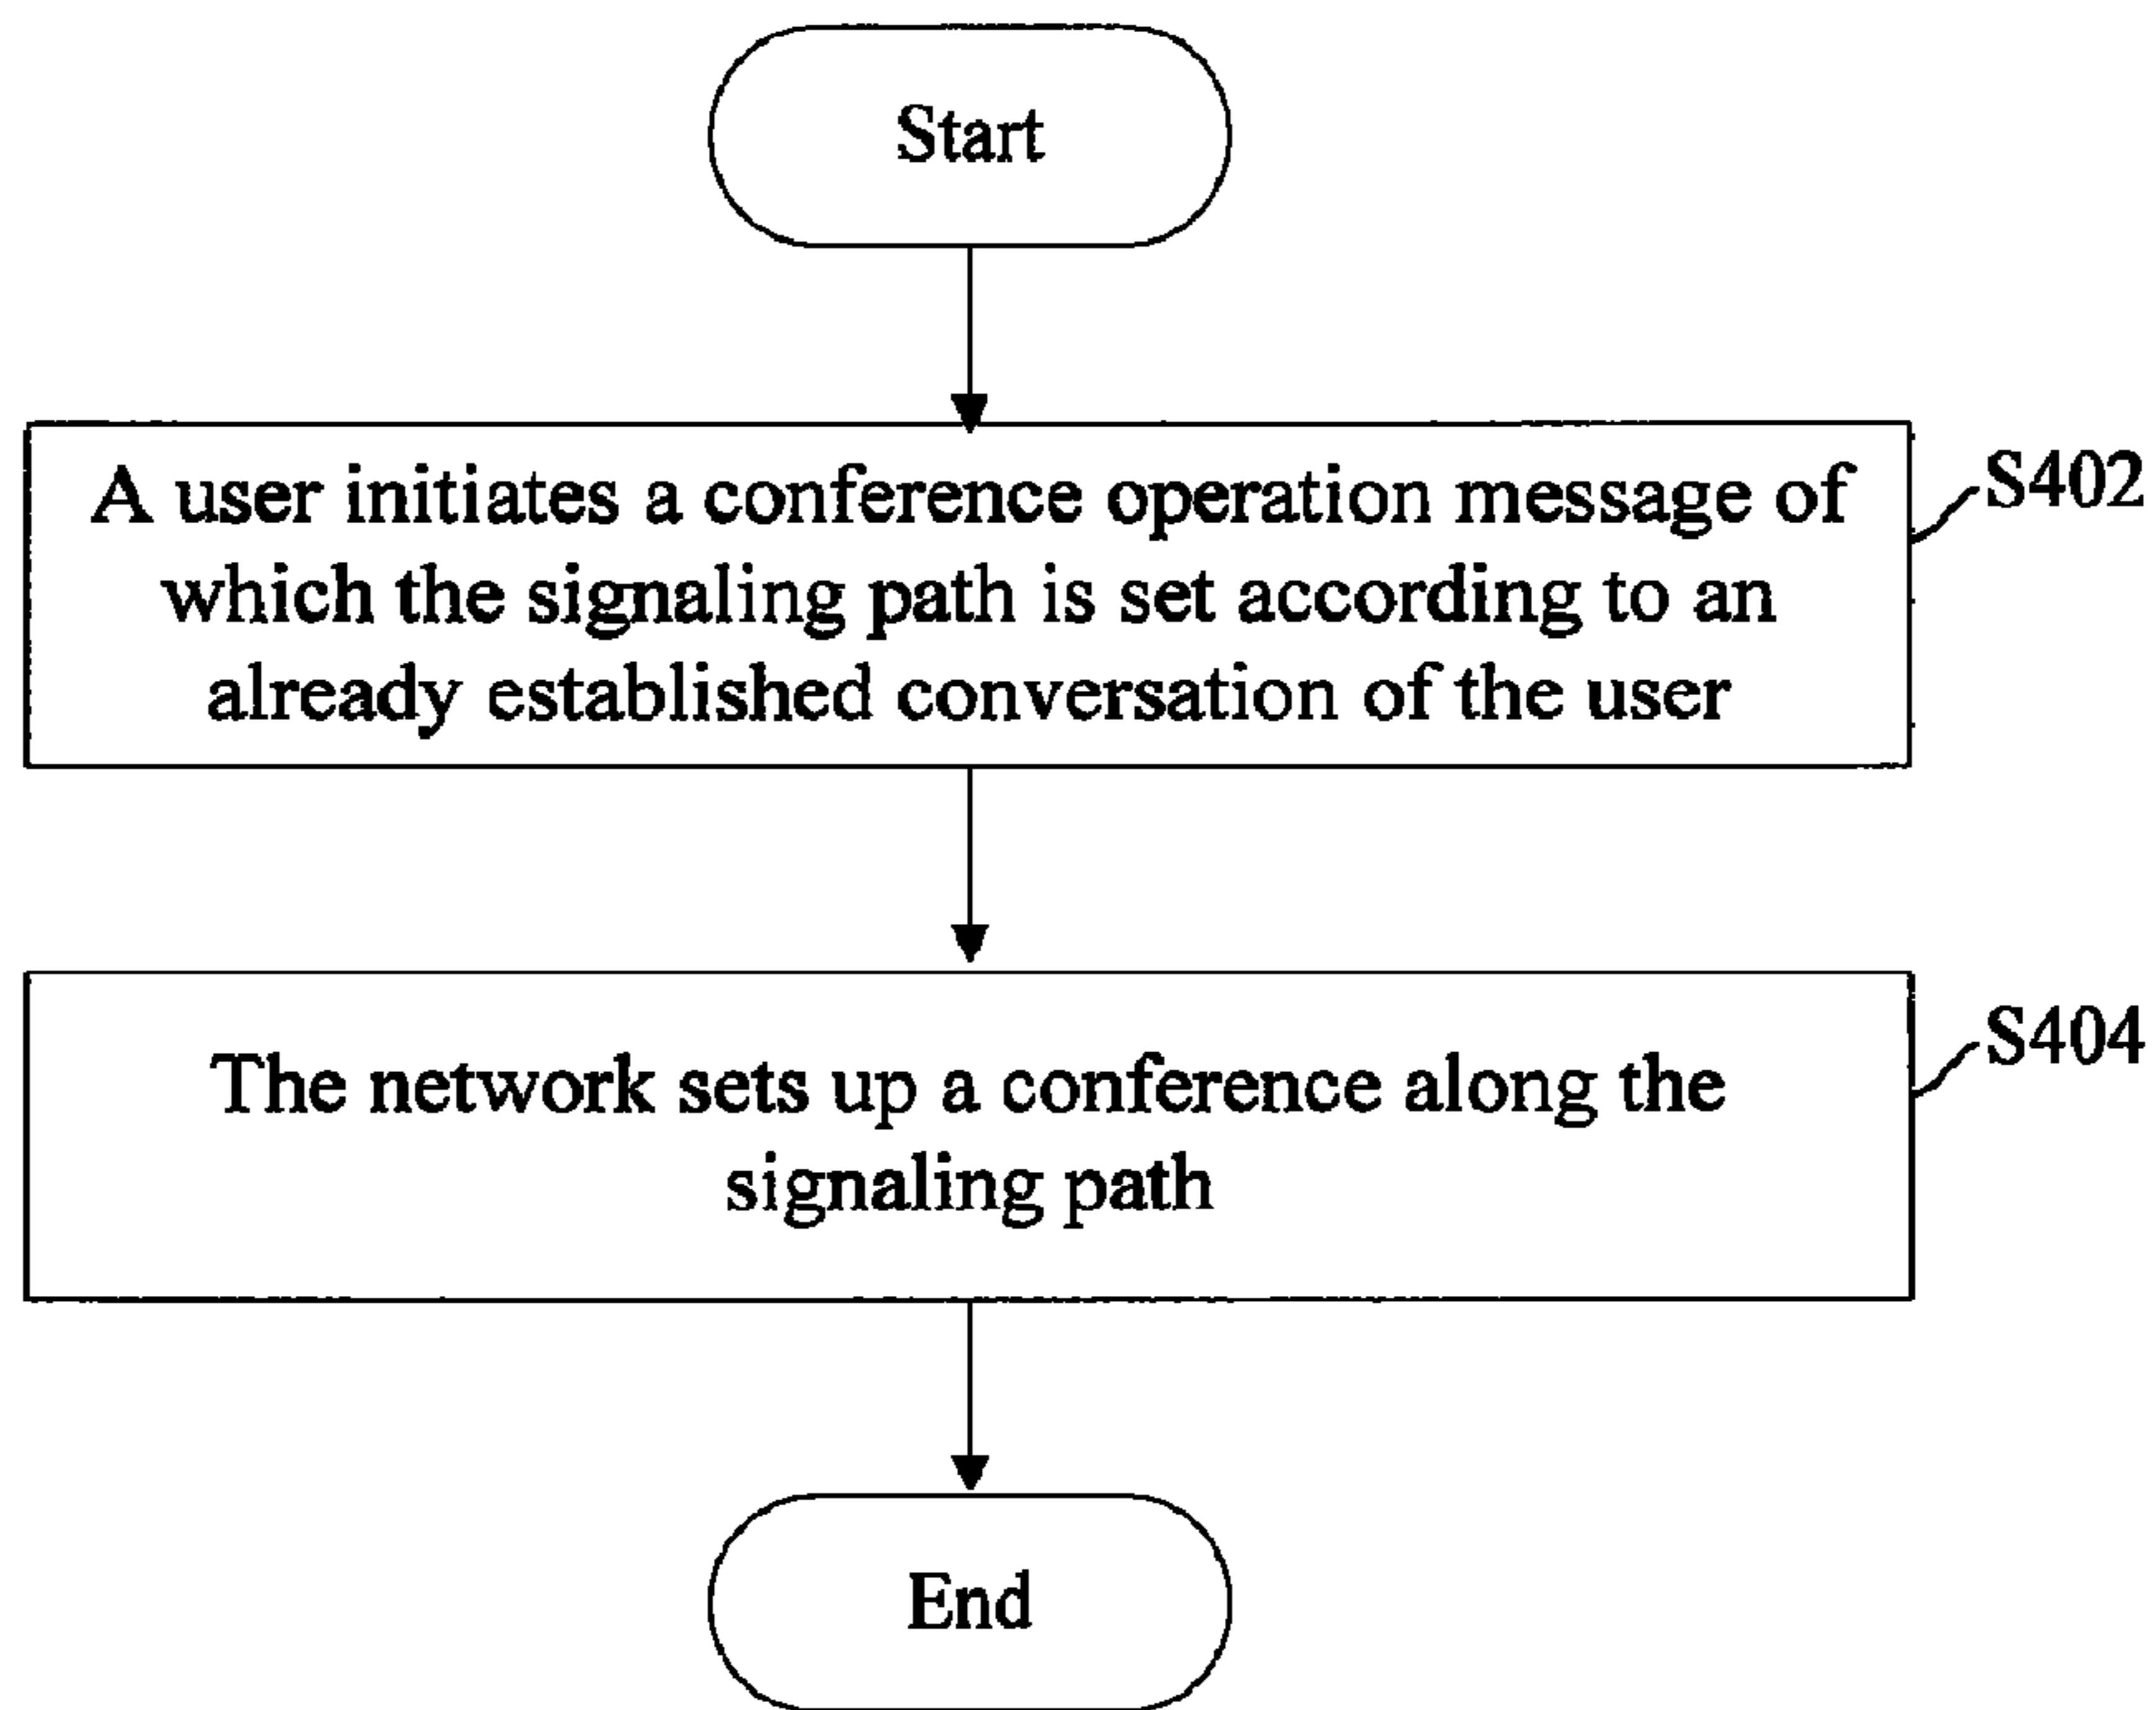 Start
A user initiates a conference operation message of
which the signaling path is set according to an
already established conversation of the user
S402
The network sets up a conference along the
signaling path
S404
End